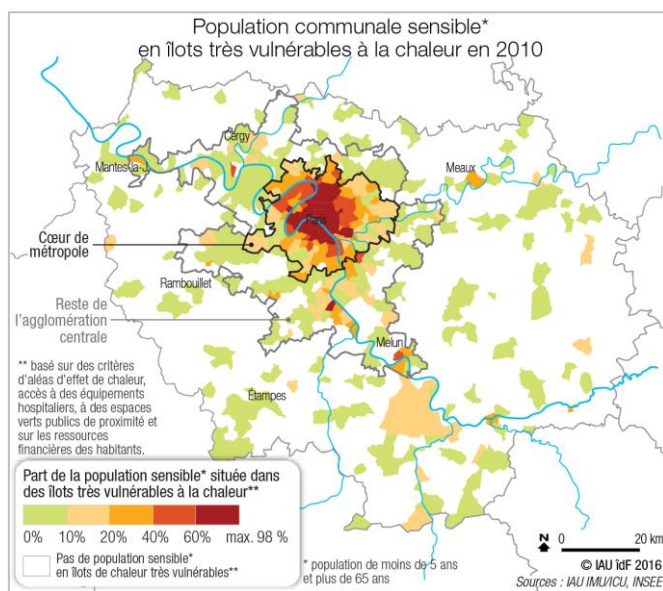 Population communale sensible*
en îlots très vulnérables à la chaleur en 2010
Cergy
Mantes-la-J.
Meaux
Paris
Cœur de
métropole
Rambouillet
Reste de
l'agglomération
centrale
Melun
** basé sur des critères
d'aléas d'effet de chaleur,
accès à des équipements
hospitaliers, à des espaces
verts publics de proximité et
sur les ressources
financières des habitants.
Étampes
Part de la population sensible* située dans
des îlots très vulnérables à la chaleur**
0% 10% 20% 40% 60% max. 98 %
Pas de population sensible*
en îlots de chaleur très vulnérables**
* population de moins de 5 ans
et plus de 65 ans
N
0 20 km
© IAU îdF 2016
Sources : IAU IMU/ICU, INSEE